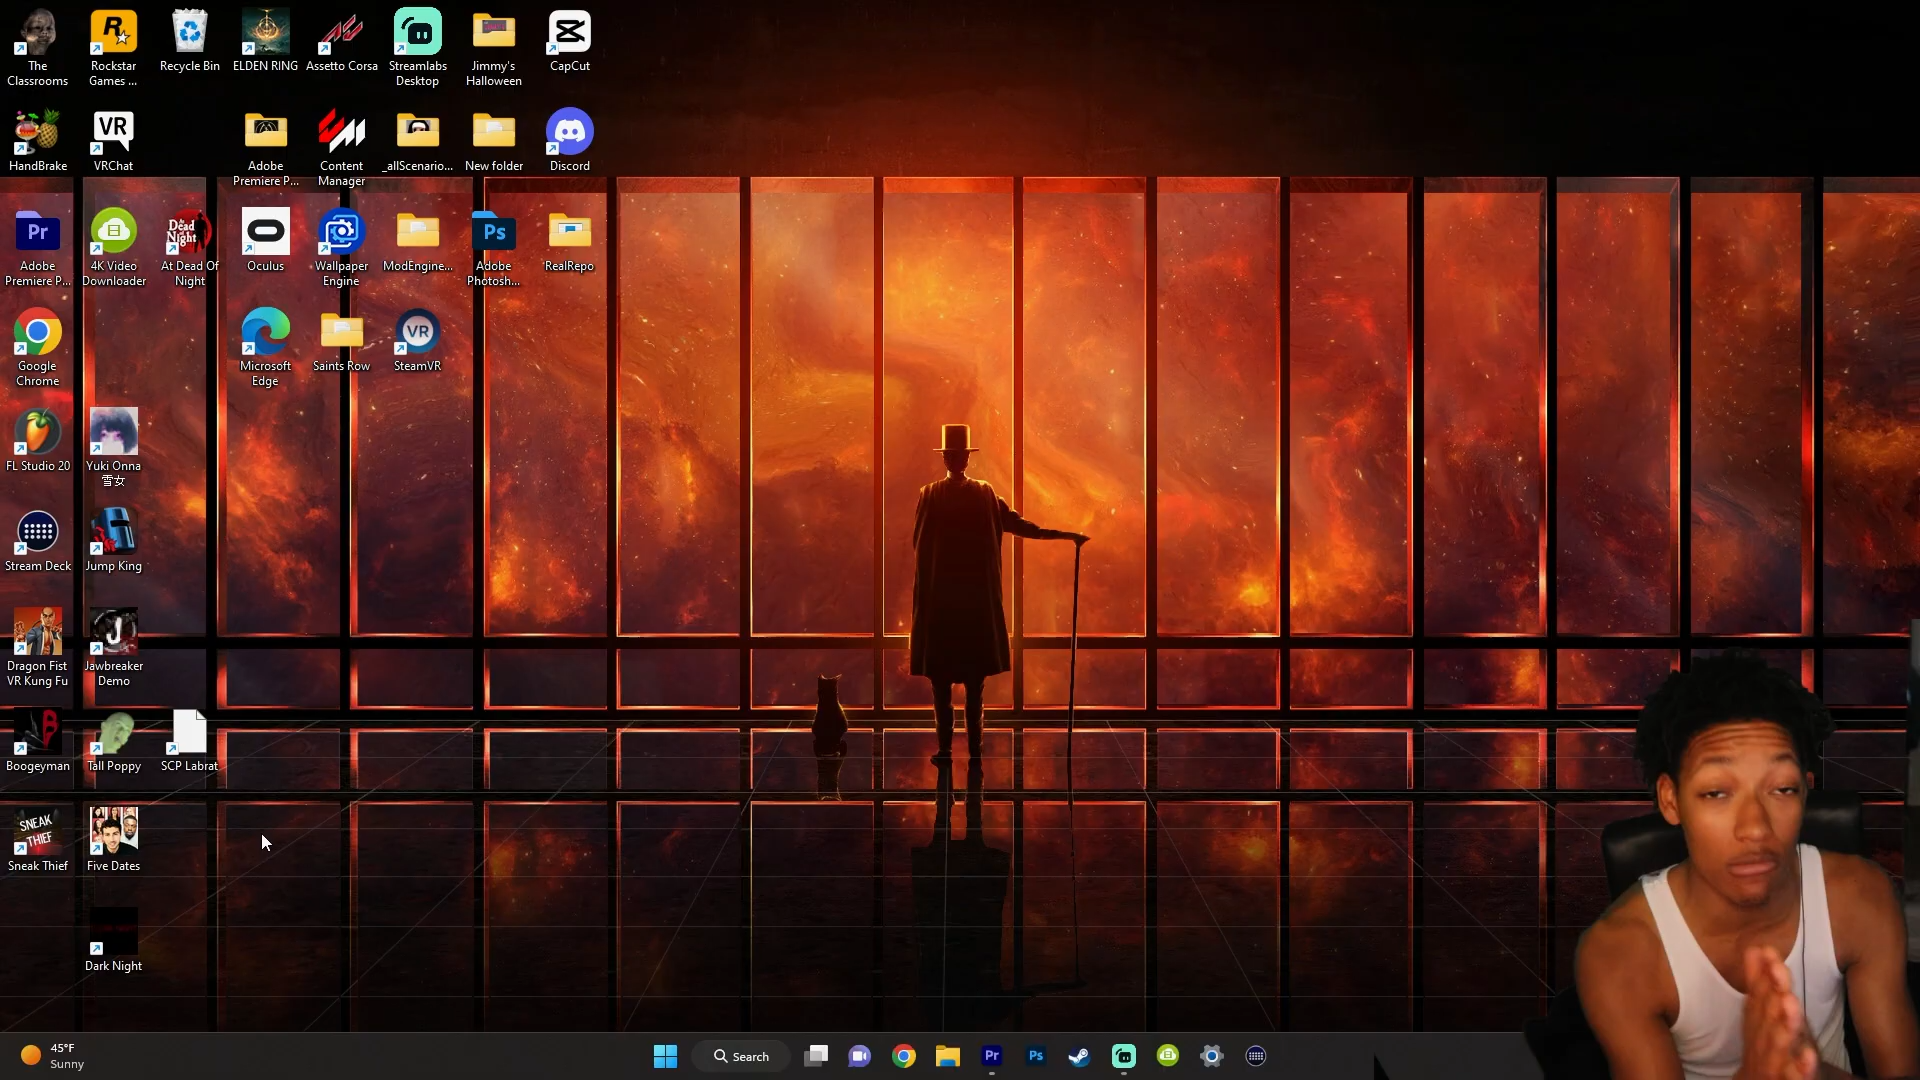 The
Classrooms
Rockstar
Games ...
Recycle Bin
ELDEN RING
Assetto Corsa
Streamlabs
Desktop
Jimmy's
Halloween
CapCut
HandBrake
VR
VRChat
Adobe
Premiere P...
Content
Manager
_allScenario...
New folder
Discord
Pr
Adobe
Premiere P...
4K Video
Downloader
At Dead Of
Night
Oculus
Wallpaper
Engine
ModEngine...
Ps
Adobe
Photosh...
RealRepo
Google
Chrome
Microsoft
Edge
Saints Row
VR
SteamVR
FL Studio 20
Yuki Onna
雪女
Stream Deck
Jump King
Dragon Fist
VR Kung Fu
J
Jawbreaker
Demo
B
Boogeyman
Tall Poppy
SCP Labrat
SNEAK
THIEF
Sneak Thief
Five Dates
Dark Night
45°F
Sunny
Search
Pr
Ps